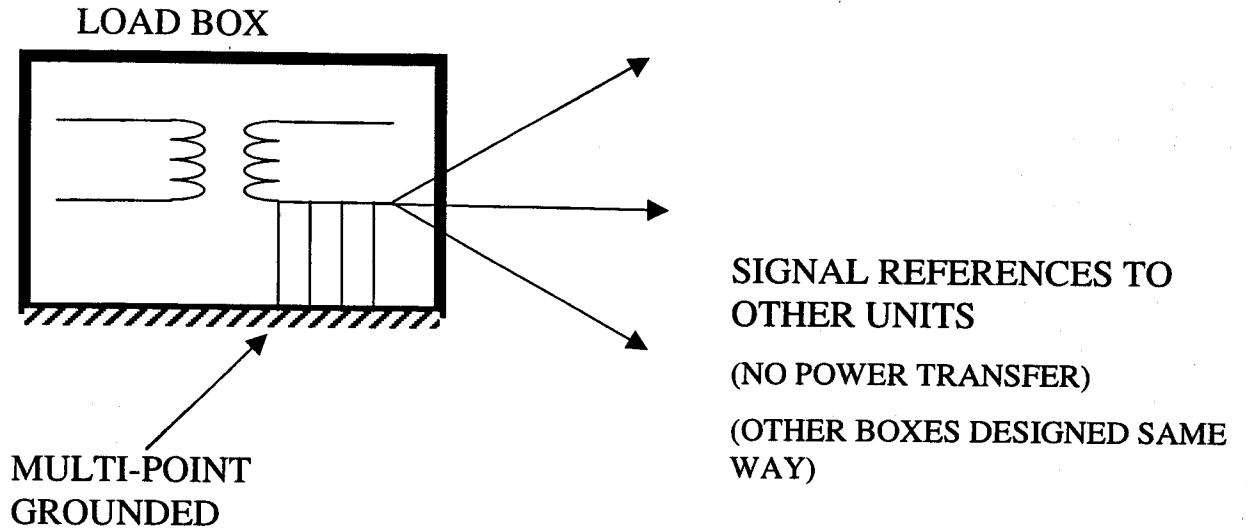 LOAD BOX
SIGNAL REFERENCES TO
OTHER UNITS
(NO POWER TRANSFER)
(OTHER BOXES DESIGNED SAME
WAY)
MULTI-POINT
GROUNDED